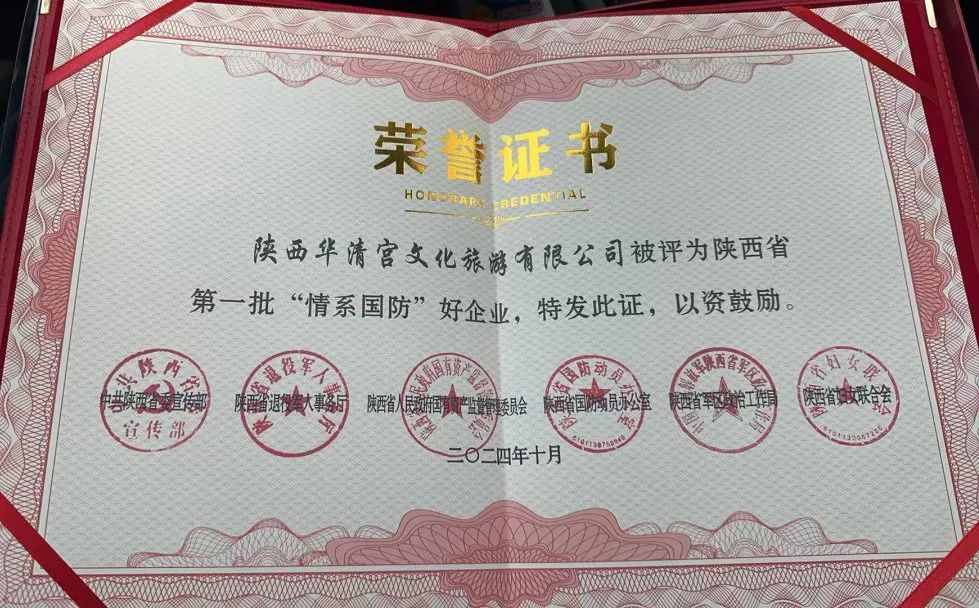 荣誉证书
HONORARY CREDENTIAL
陕西华清宫文化旅游有限公司被评为陕西省
第一批“情系国防”好企业，特发此证，以资鼓励。
中共陕西省委宣传部 陕西省退役军人事务厅 陕西省人民政府国有资产监督管理委员会 陕西省国防动员办公室 陕西省军区政治工作局 陕西省妇女联合会
宣传部
二〇二四年十月